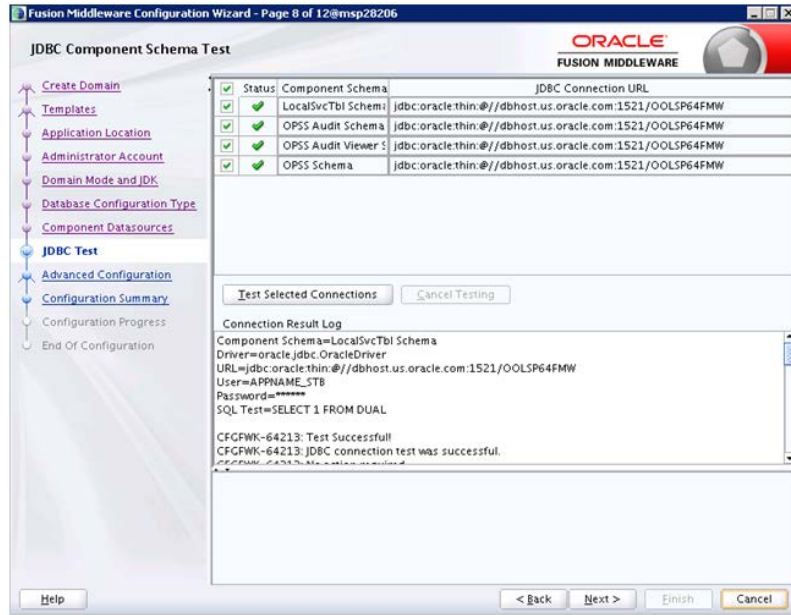 Fusion Middleware Configuration Wizard - Page 8 of 12@msp28206
JDBC Component Schema Test
ORACLE
FUSION MIDDLEWARE
Create Domain
Templates
Application Location
Administrator Account
Domain Mode and JDK
Database Configuration Type
Component Datasources
JDBC Test
Advanced Configuration
Configuration Summary
Configuration Progress
End Of Configuration
Status Component Schema JDBC Connection URL
LocalSvcTbl Schema jdbc:oracle:thin:@//dbhost.us.oracle.com:1521/OOLSP64FMW
OPSS Audit Schema jdbc:oracle:thin:@//dbhost.us.oracle.com:1521/OOLSP64FMW
OPSS Audit Viewer S jdbc:oracle:thin:@//dbhost.us.oracle.com:1521/OOLSP64FMW
OPSS Schema jdbc:oracle:thin:@//dbhost.us.oracle.com:1521/OOLSP64FMW
Test Selected Connections Cancel Testing
Connection Result Log
Component Schema=LocalSvcTbl Schema
Driver=oracle.jdbc.OracleDriver
URL=jdbc:oracle:thin:@//dbhost.us.oracle.com:1521/OOLSP64FMW
User=APPNAME_STB
Password=******
SQL Test=SELECT 1 FROM DUAL
CFGFWK-64213: Test Successful!
CFGFWK-64213: JDBC connection test was successful.
CFGFWK-64213: No action required
Help < Back Next > Finish Cancel